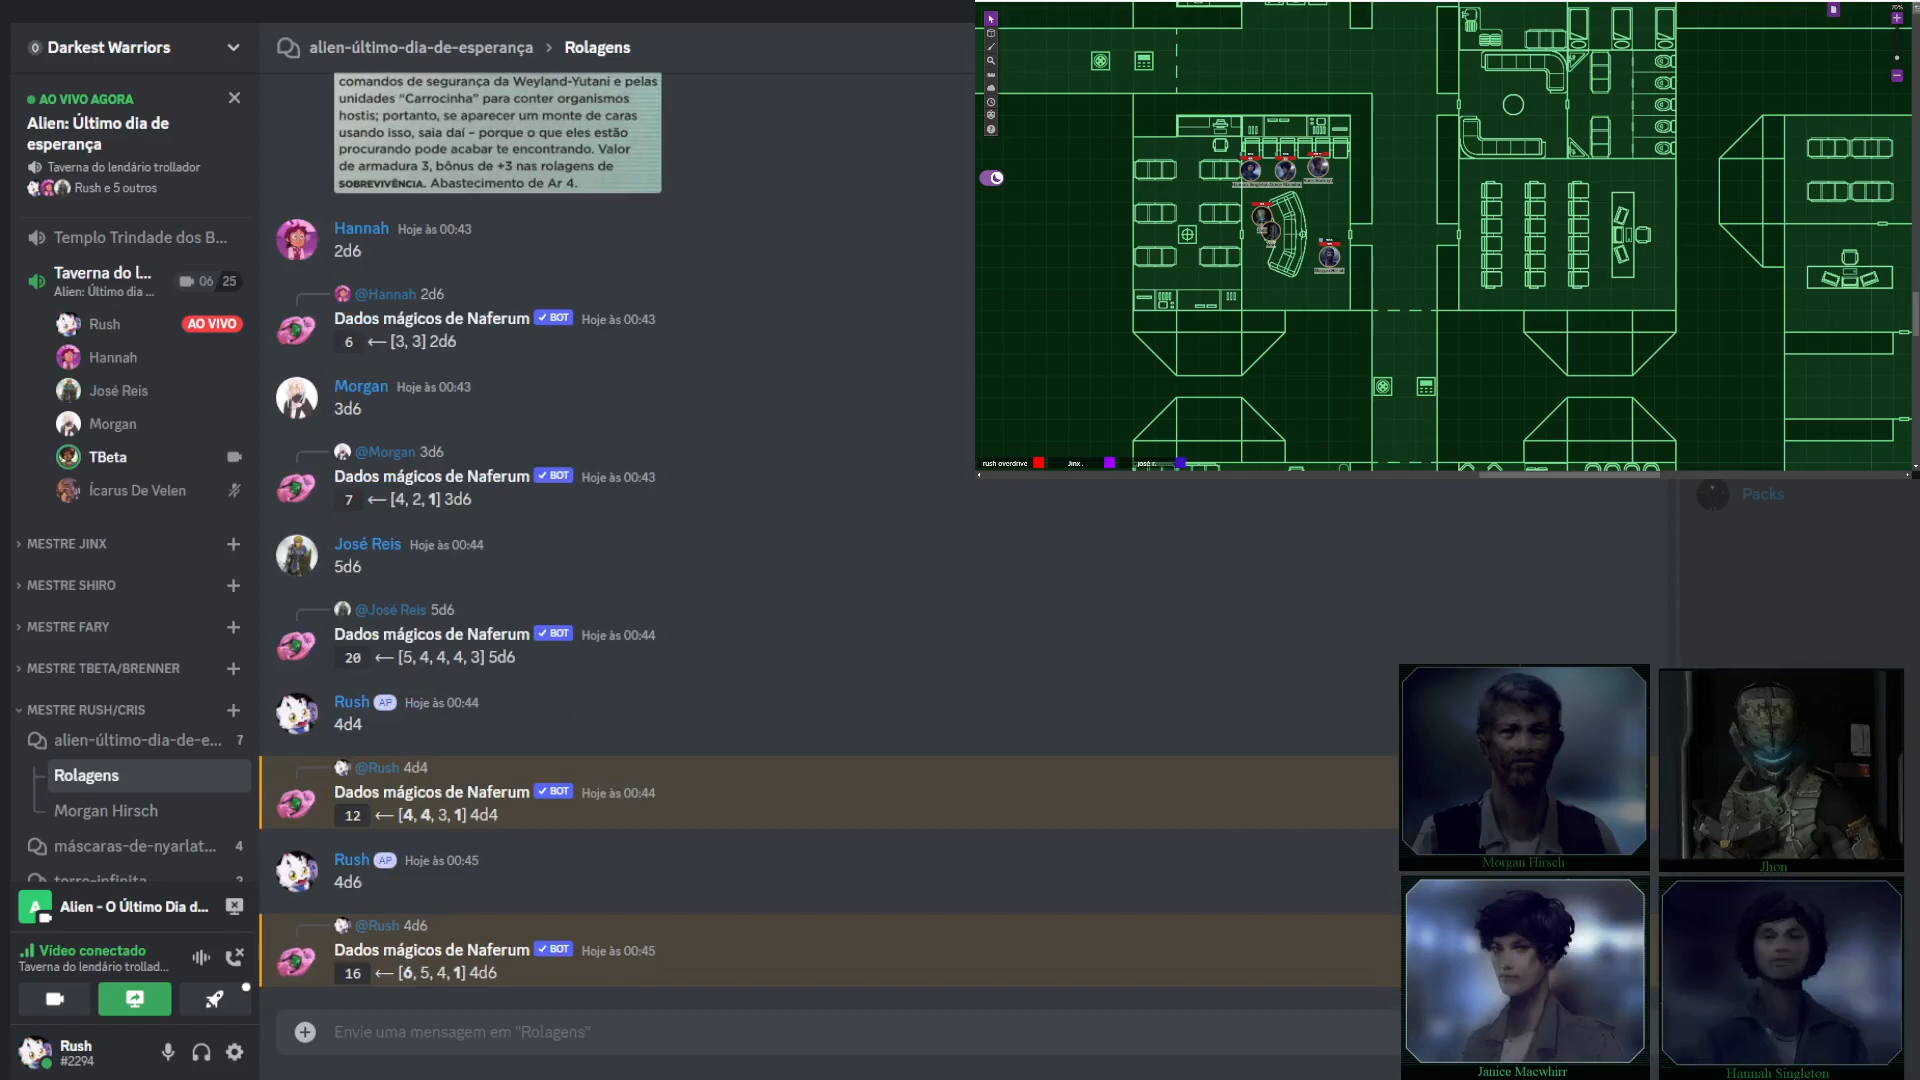 Darkest Warriors
AO VIVO AGORA
Alien: Último dia de
esperança
Taverna do lendário trollador
Rush e 5 outros
Templo Trindade dos B...
Taverna do l...
Alien: Último dia ...
06 25
Rush
AO VIVO
Hannah
José Reis
Morgan
TBeta
Ícarus De Velen
MESTRE JINX
MESTRE SHIRO
MESTRE FARY
MESTRE TBETA/BRENNER
MESTRE RUSH/CRIS
alien-último-dia-de-e... 7
Rolagens
Morgan Hirsch
máscaras-de-nyarlat... 4
A
Alien - O Último Dia d...
Vídeo conectado
Taverna do lendário trollad...
Rush
#2294
alien-último-dia-de-esperança > Rolagens
comandos de segurança da Weyland-Yutani e pelas
unidades “Carrocinha” para conter organismos
hostis; portanto, se aparecer um monte de caras
usando isso, saia daí – porque o que eles estão
procurando pode acabar te encontrando. Valor
de armadura 3, bônus de +3 nas rolagens de
SOBREVIVÊNCIA. Abastecimento de Ar 4.
Hannah Hoje às 00:43
2d6
@Hannah 2d6
Dados mágicos de Naferum BOT Hoje às 00:43
6 ⟵ [3, 3] 2d6
Morgan Hoje às 00:43
3d6
@Morgan 3d6
Dados mágicos de Naferum BOT Hoje às 00:43
7 ⟵ [4, 2, 1] 3d6
José Reis Hoje às 00:44
5d6
@José Reis 5d6
Dados mágicos de Naferum BOT Hoje às 00:44
20 ⟵ [5, 4, 4, 4, 3] 5d6
Rush AP Hoje às 00:44
4d4
@Rush 4d4
Dados mágicos de Naferum BOT Hoje às 00:44
12 ⟵ [4, 4, 3, 1] 4d4
Rush AP Hoje às 00:45
4d6
@Rush 4d6
Dados mágicos de Naferum BOT Hoje às 00:45
16 ⟵ [6, 5, 4, 1] 4d6
Envie uma mensagem em "Rolagens"
70%
rush overdrive
Jinx .
josé r.
Packs
Morgan Hirsch
Jhon
Janice Macwhirr
Hannah Singleton